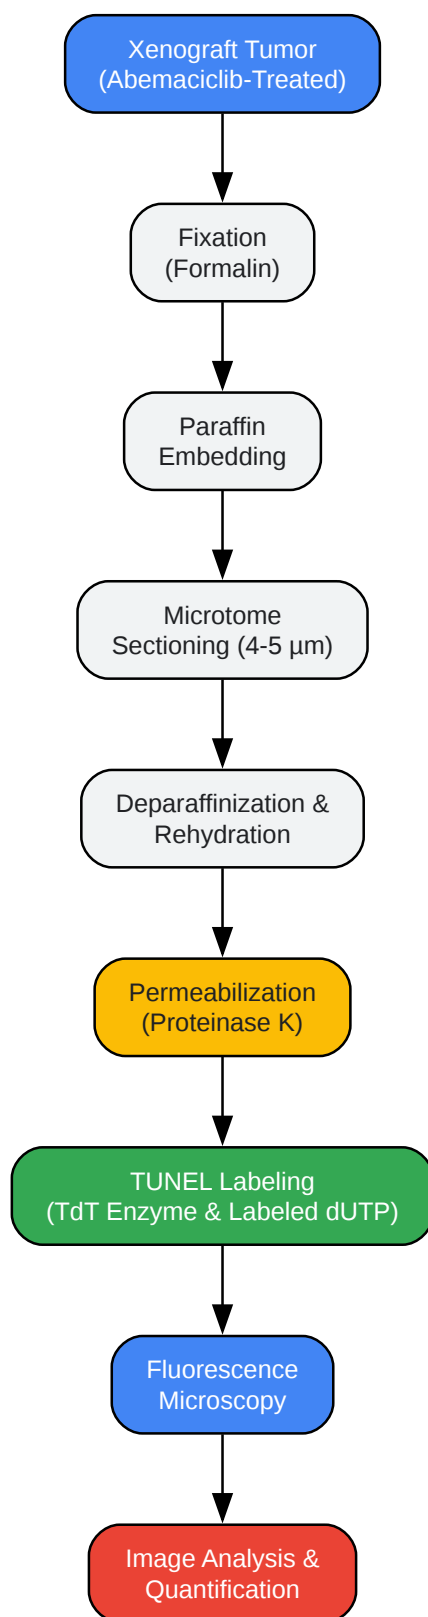 Xenograft Tumor
(Abemaciclib-Treated)
Fixation
(Formalin)
Paraffin
Embedding
Microtome
Sectioning (4-5 µm)
Deparaffinization &
Rehydration
Permeabilization
(Proteinase K)
TUNEL Labeling
(TdT Enzyme & Labeled dUTP)
Fluorescence
Microscopy
Image Analysis &
Quantification